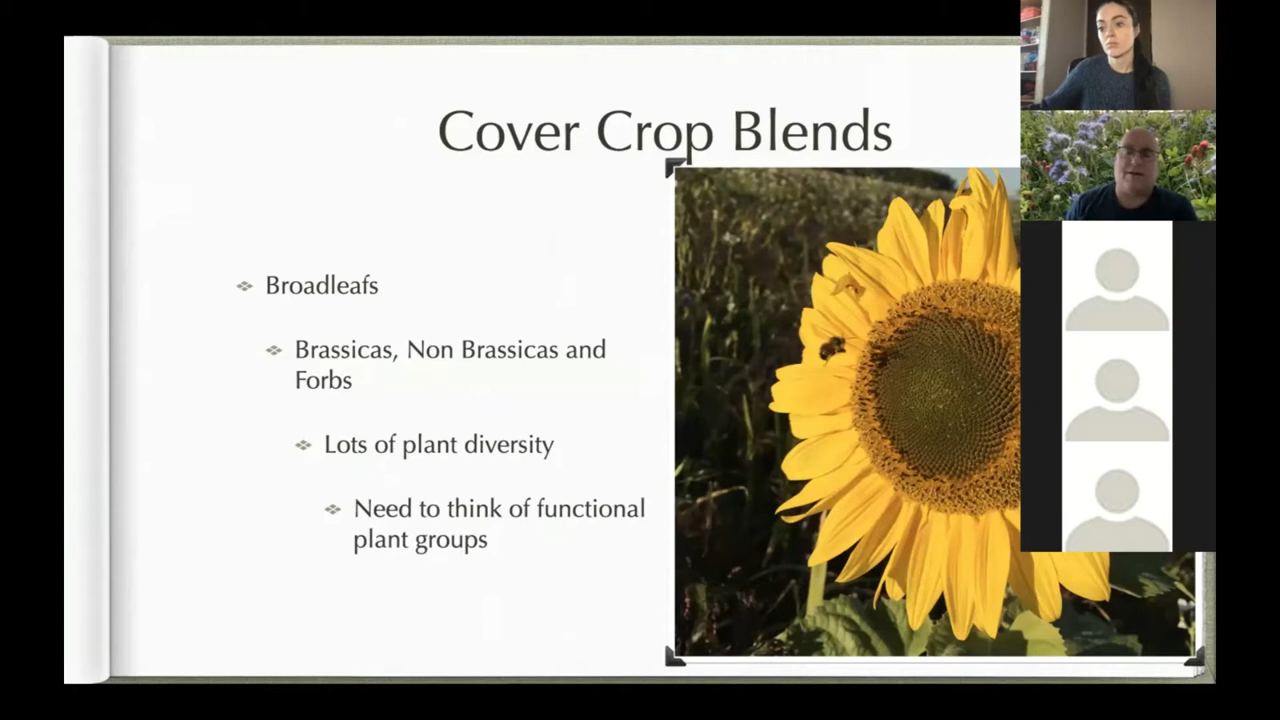 Cover Crop Blends
Broadleafs
Brassicas, Non Brassicas and
Forbs
Lots of plant diversity
Need to think of functional
plant groups